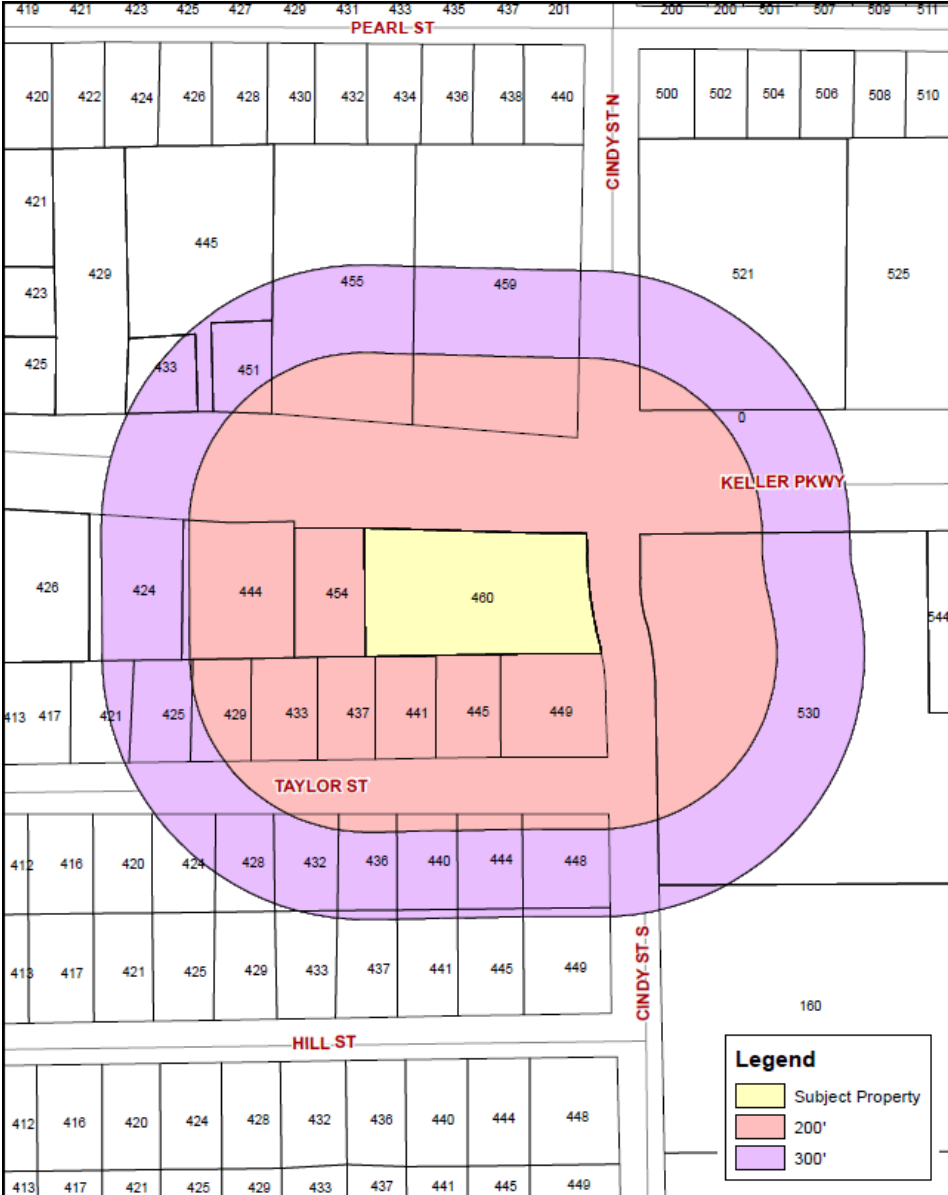 419 421 423 425 427 429 431 433 435 437 201 200 200 501 507 509 511
PEARL ST
420 422 424 426 428 430 432 434 436 438 440 500 502 504 506 508 510
CINDY ST N
421
445
429 455 459 521 525
423
425 433 451
0
KELLER PKWY
426 424 444 454 460
544
413 417 421 425 429 433 437 441 445 449 530
TAYLOR ST
412 416 420 424 428 432 436 440 444 448
413 417 421 425 429 433 437 441 445 449
CINDY ST S
160
HILL ST
Legend
Subject Property
200'
300'
412 416 420 424 428 432 436 440 444 448
413 417 421 425 429 433 437 441 445 449